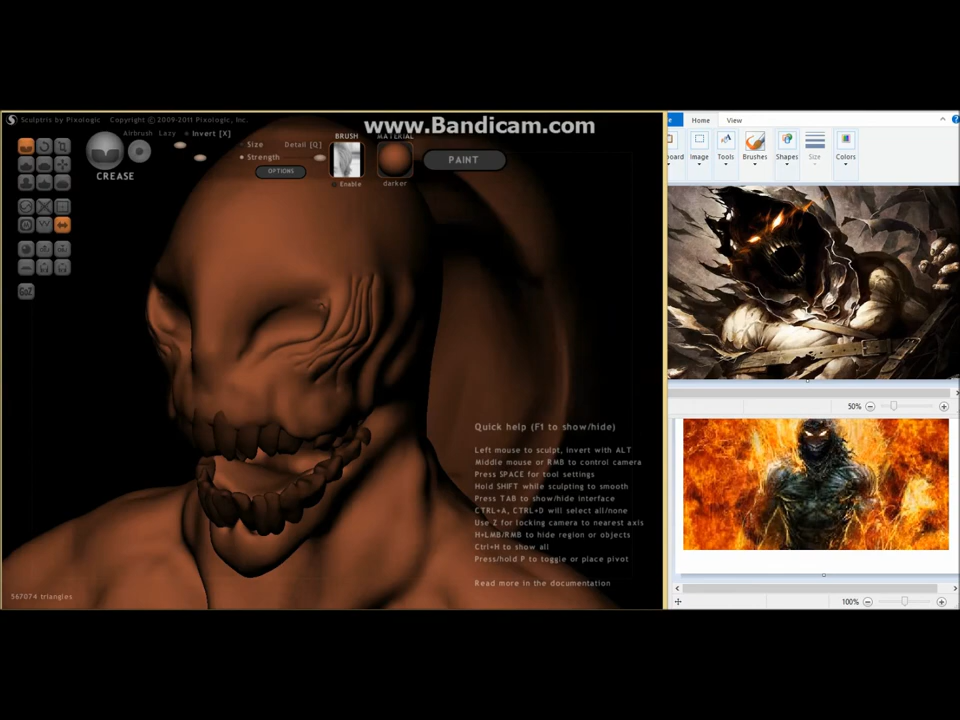 Sculptris by Pixologic Copyright © 2009-2011 Pixologic, Inc.
www.Bandicam.com
Airbrush Lazy Invert [X]
CREASE
Size Detail [Q]
Strength
OPTIONS
BRUSH
Enable
MATERIAL
darker
PAINT
GoZ
Quick help (F1 to show/hide)
Left mouse to sculpt, invert with ALT
Middle mouse or RMB to control camera
Press SPACE for tool settings
Hold SHIFT while sculpting to smooth
Press TAB to show/hide interface
CTRL+A, CTRL+D will select all/none
Use Z for locking camera to nearest axis
H+LMB/RMB to hide region or objects
Ctrl+H to show all
Press/hold P to toggle or place pivot
Read more in the documentation
567074 triangles
Home View
board Image Tools Brushes Shapes Size Colors
50%
100%